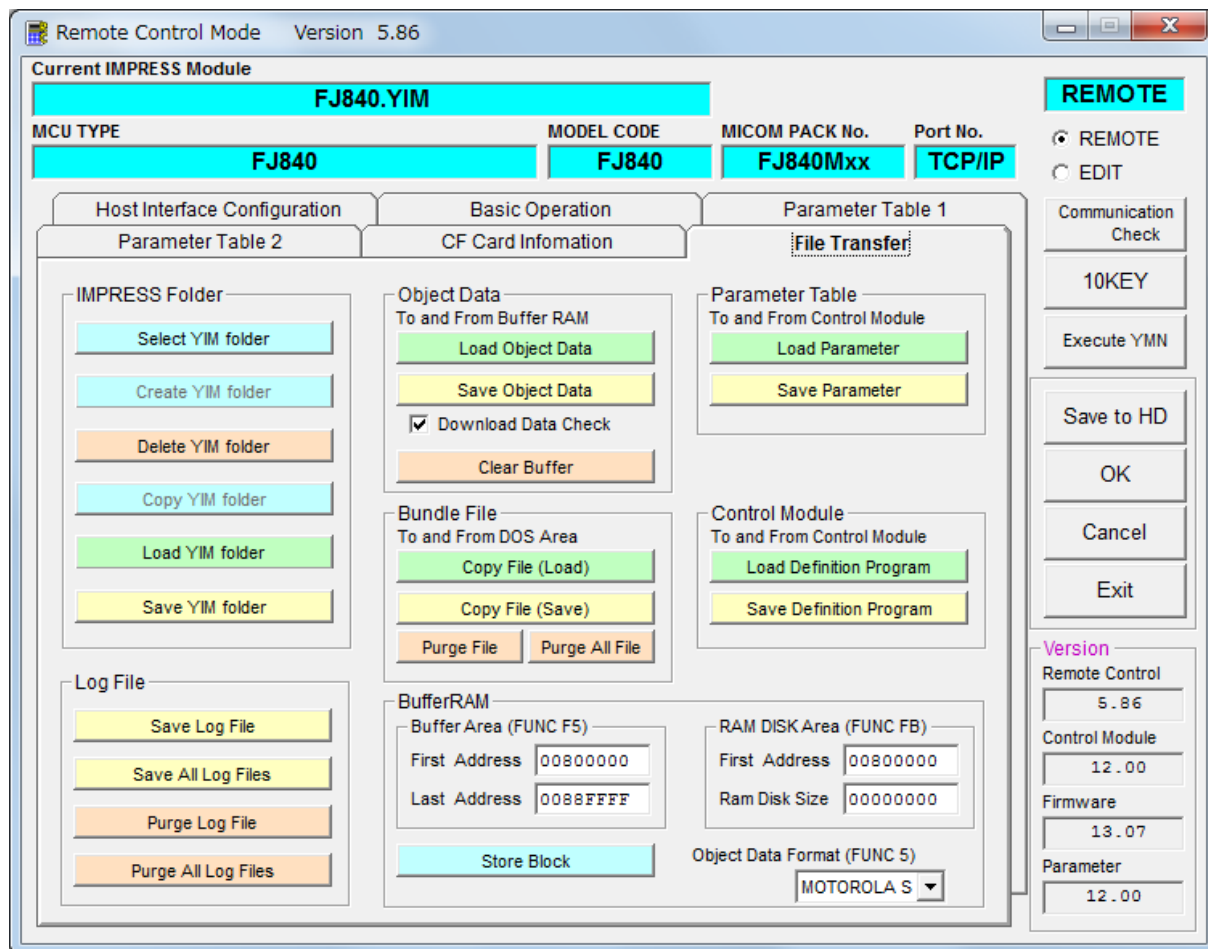 Remote Control Mode Version 5.86
Current IMPRESS Module
FJ840.YIM
REMOTE
MCU TYPE
MODEL CODE
MICOM PACK No.
Port No.
FJ840
FJ840
FJ840Mxx
TCP/IP
REMOTE
EDIT
Host Interface Configuration
Basic Operation
Parameter Table 1
Parameter Table 2
CF Card Infomation
File Transfer
IMPRESS Folder
Select YIM folder
Create YIM folder
Delete YIM folder
Copy YIM folder
Load YIM folder
Save YIM folder
Log File
Save Log File
Save All Log Files
Purge Log File
Purge All Log Files
Object Data
To and From Buffer RAM
Load Object Data
Save Object Data
Download Data Check
Clear Buffer
Bundle File
To and From DOS Area
Copy File (Load)
Copy File (Save)
Purge File
Purge All File
Parameter Table
To and From Control Module
Load Parameter
Save Parameter
Control Module
To and From Control Module
Load Definition Program
Save Definition Program
BufferRAM
Buffer Area (FUNC F5)
First Address 00800000
Last Address 0088FFFF
RAM DISK Area (FUNC FB)
First Address 00800000
Ram Disk Size 00000000
Store Block
Object Data Format (FUNC 5)
MOTOROLA S
Communication
Check
10KEY
Execute YMN
Save to HD
OK
Cancel
Exit
Version
Remote Control
5.86
Control Module
12.00
Firmware
13.07
Parameter
12.00